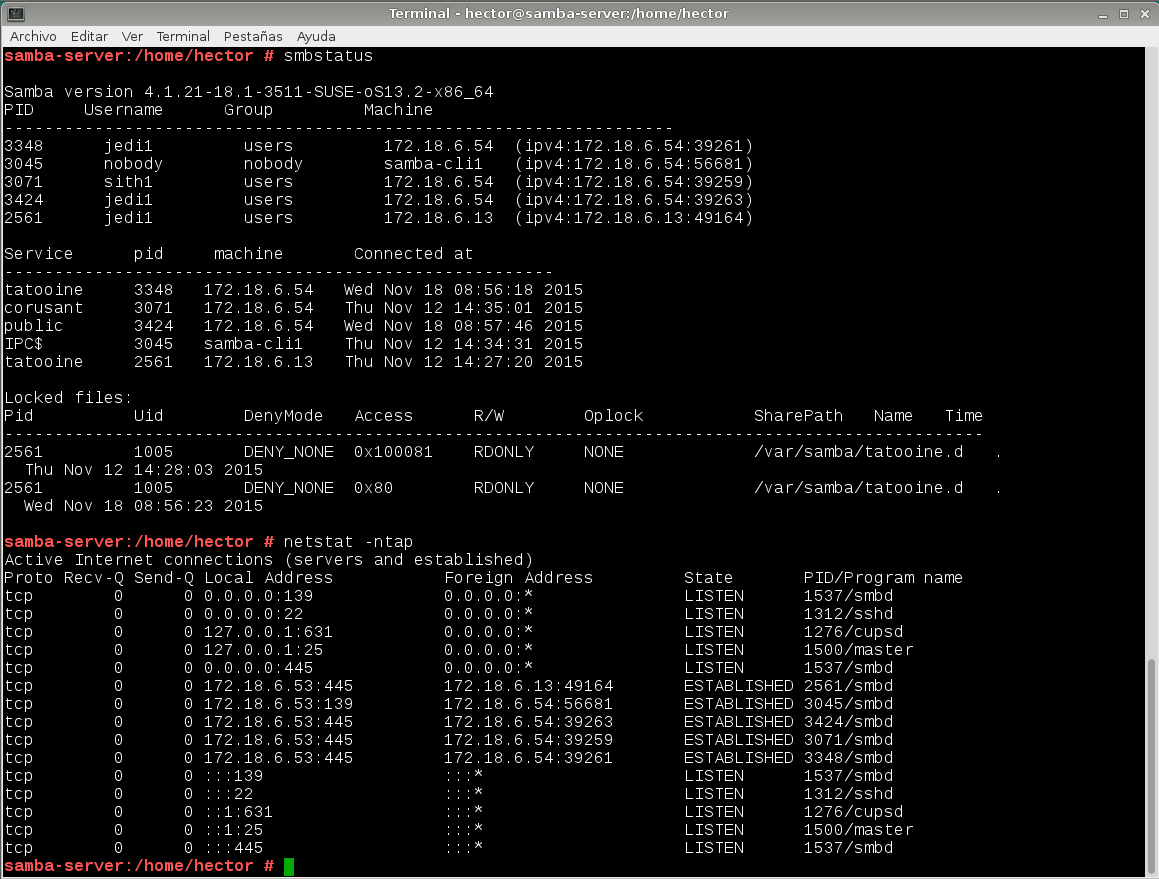 Terminal - hector@samba-server:/home/hector
Archivo Editar Ver Terminal Pestañas Ayuda
samba-server:/home/hector # smbstatus
Samba version 4.1.21-18.1-3511-SUSE-oS13.2-x86_64
PID     Username      Group         Machine
-------------------------------------------------------------------
3348      jedi1         users         172.18.6.54  (ipv4:172.18.6.54:39261)
3045      nobody        nobody        samba-cli1   (ipv4:172.18.6.54:56681)
3071      sith1         users         172.18.6.54  (ipv4:172.18.6.54:39259)
3424      jedi1         users         172.18.6.54  (ipv4:172.18.6.54:39263)
2561      jedi1         users         172.18.6.13  (ipv4:172.18.6.13:49164)
Service      pid     machine       Connected at
-------------------------------------------------------
tatooine     3348   172.18.6.54   Wed Nov 18 08:56:18 2015
corusant     3071   172.18.6.54   Thu Nov 12 14:35:01 2015
public       3424   172.18.6.54   Wed Nov 18 08:57:46 2015
IPC$         3045   samba-cli1    Thu Nov 12 14:34:31 2015
tatooine     2561   172.18.6.13   Thu Nov 12 14:27:20 2015
Locked files:
Pid          Uid        DenyMode   Access      R/W        Oplock           SharePath   Name   Time
--------------------------------------------------------------------------------------------------
2561         1005       DENY_NONE  0x100081    RDONLY     NONE             /var/samba/tatooine.d   .
Thu Nov 12 14:28:03 2015
2561         1005       DENY_NONE  0x80        RDONLY     NONE             /var/samba/tatooine.d   .
Wed Nov 18 08:56:23 2015
samba-server:/home/hector # netstat -ntap
Active Internet connections (servers and established)
Proto Recv-Q Send-Q Local Address           Foreign Address         State       PID/Program name
tcp        0      0 0.0.0.0:139             0.0.0.0:*               LISTEN      1537/smbd
tcp        0      0 0.0.0.0:22              0.0.0.0:*               LISTEN      1312/sshd
tcp        0      0 127.0.0.1:631           0.0.0.0:*               LISTEN      1276/cupsd
tcp        0      0 127.0.0.1:25            0.0.0.0:*               LISTEN      1500/master
tcp        0      0 0.0.0.0:445             0.0.0.0:*               LISTEN      1537/smbd
tcp        0      0 172.18.6.53:445         172.18.6.13:49164       ESTABLISHED 2561/smbd
tcp        0      0 172.18.6.53:139         172.18.6.54:56681       ESTABLISHED 3045/smbd
tcp        0      0 172.18.6.53:445         172.18.6.54:39263       ESTABLISHED 3424/smbd
tcp        0      0 172.18.6.53:445         172.18.6.54:39259       ESTABLISHED 3071/smbd
tcp        0      0 172.18.6.53:445         172.18.6.54:39261       ESTABLISHED 3348/smbd
tcp        0      0 :::139                  :::*                    LISTEN      1537/smbd
tcp        0      0 :::22                   :::*                    LISTEN      1312/sshd
tcp        0      0 ::1:631                 :::*                    LISTEN      1276/cupsd
tcp        0      0 ::1:25                  :::*                    LISTEN      1500/master
tcp        0      0 :::445                  :::*                    LISTEN      1537/smbd
samba-server:/home/hector #